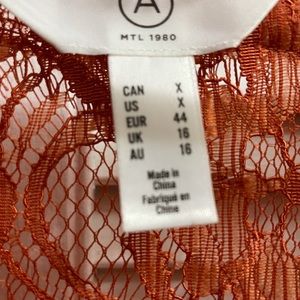 A
MTL 1980
CAN X
US X
EUR 44
UK 16
AU 16
Made in
China
Fabriqué en
Chine